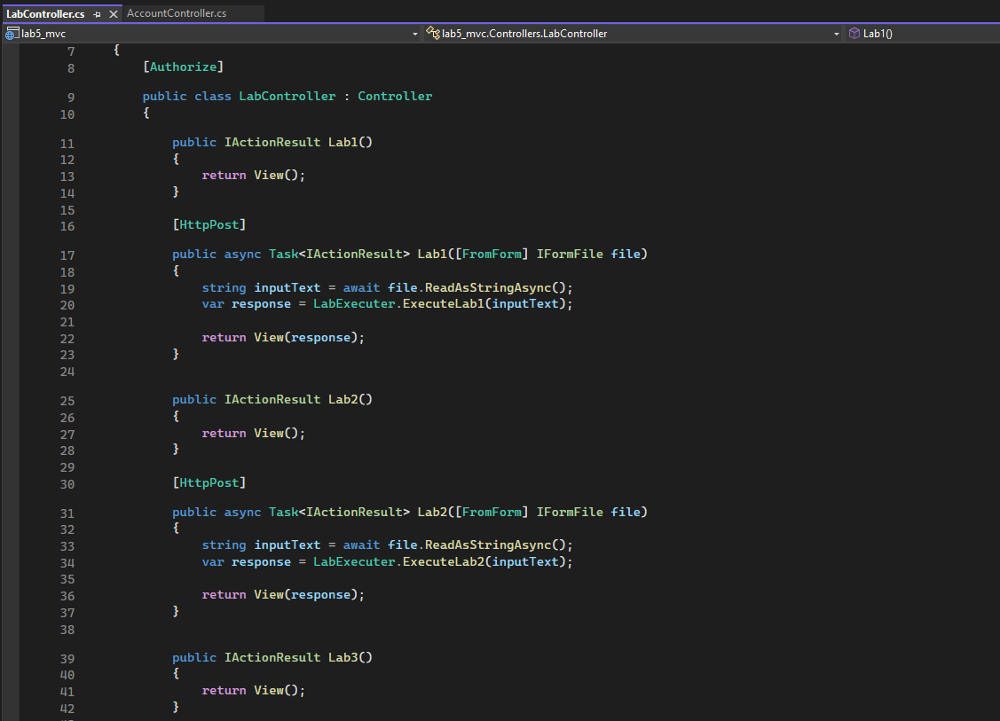 LabController.cs AccountController.cs
lab5_mvc lab5_mvc.Controllers.LabController Lab1()
7 {
8 [Authorize]
9 public class LabController : Controller
10 {
11 public IActionResult Lab1()
12 {
13 return View();
14 }
15
16 [HttpPost]
17 public async Task<IActionResult> Lab1([FromForm] IFormFile file)
18 {
19 string inputText = await file.ReadAsStringAsync();
20 var response = LabExecuter.ExecuteLab1(inputText);
21
22 return View(response);
23 }
24
25 public IActionResult Lab2()
26 {
27 return View();
28 }
29
30 [HttpPost]
31 public async Task<IActionResult> Lab2([FromForm] IFormFile file)
32 {
33 string inputText = await file.ReadAsStringAsync();
34 var response = LabExecuter.ExecuteLab2(inputText);
35
36 return View(response);
37 }
38
39 public IActionResult Lab3()
40 {
41 return View();
42 }